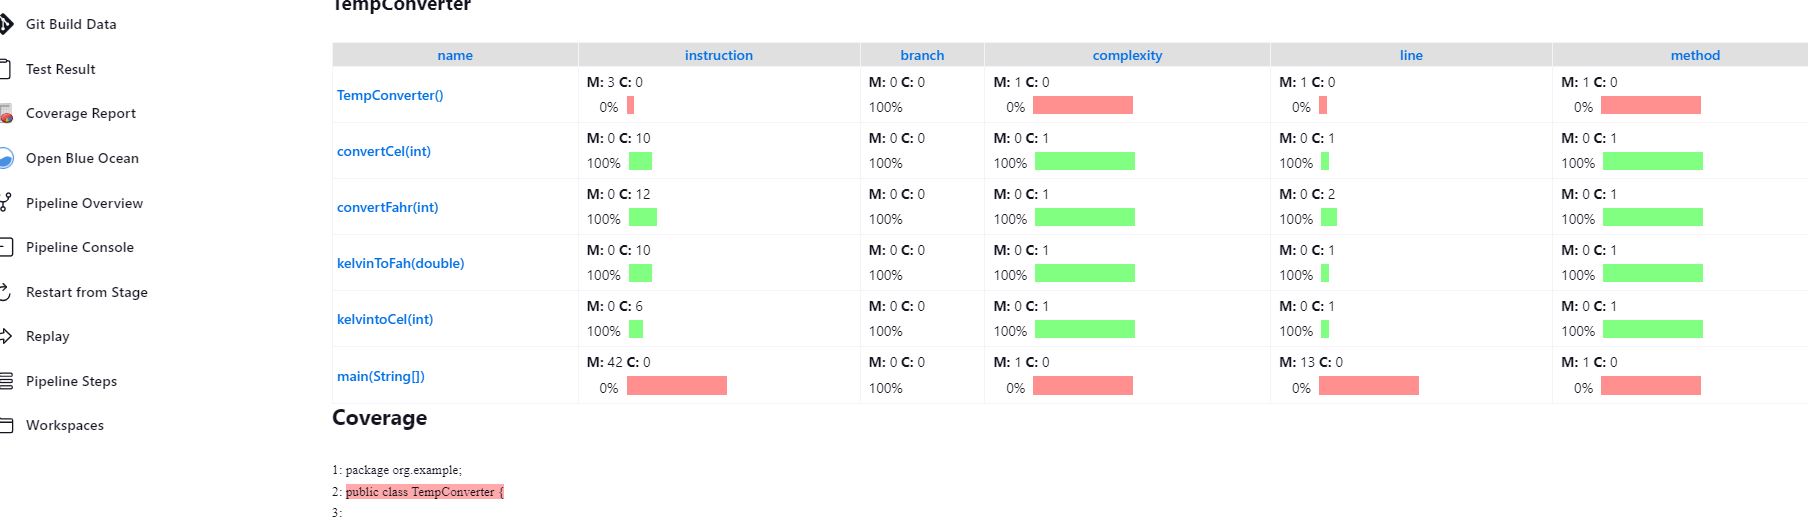 TempConverter
Git Build Data
Test Result
Coverage Report
Open Blue Ocean
Pipeline Overview
Pipeline Console
Restart from Stage
Replay
Pipeline Steps
Workspaces
name instruction branch complexity line method
TempConverter()
M: 3 C: 0 M: 0 C: 0 M: 1 C: 0 M: 1 C: 0 M: 1 C: 0
0% 100% 0% 0% 0%
convertCel(int)
M: 0 C: 10 M: 0 C: 0 M: 0 C: 1 M: 0 C: 1 M: 0 C: 1
100% 100% 100% 100% 100%
convertFahr(int)
M: 0 C: 12 M: 0 C: 0 M: 0 C: 1 M: 0 C: 2 M: 0 C: 1
100% 100% 100% 100% 100%
kelvinToFah(double)
M: 0 C: 10 M: 0 C: 0 M: 0 C: 1 M: 0 C: 1 M: 0 C: 1
100% 100% 100% 100% 100%
kelvintoCel(int)
M: 0 C: 6 M: 0 C: 0 M: 0 C: 1 M: 0 C: 1 M: 0 C: 1
100% 100% 100% 100% 100%
main(String[])
M: 42 C: 0 M: 0 C: 0 M: 1 C: 0 M: 13 C: 0 M: 1 C: 0
0% 100% 0% 0% 0%
Coverage
1: package org.example;
2: public class TempConverter {
3: